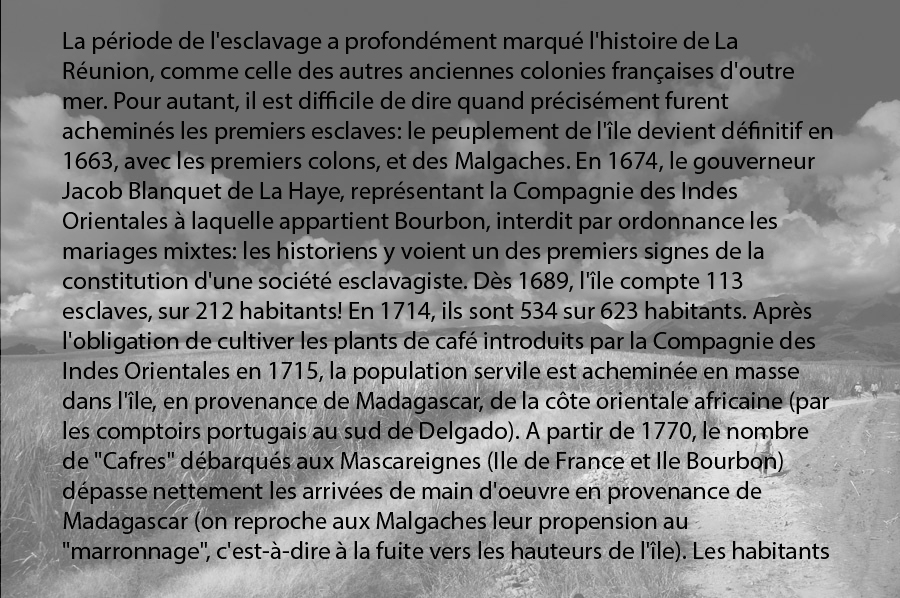 La période de l'esclavage a profondément marqué l'histoire de La
Réunion, comme celle des autres anciennes colonies françaises d'outre
mer. Pour autant, il est difficile de dire quand précisément furent
acheminés les premiers esclaves: le peuplement de l'île devient définitif en
1663, avec les premiers colons, et des Malgaches. En 1674, le gouverneur
Jacob Blanquet de La Haye, représentant la Compagnie des Indes
Orientales à laquelle appartient Bourbon, interdit par ordonnance les
mariages mixtes: les historiens y voient un des premiers signes de la
constitution d'une société esclavagiste. Dès 1689, l'île compte 113
esclaves, sur 212 habitants! En 1714, ils sont 534 sur 623 habitants. Après
l'obligation de cultiver les plants de café introduits par la Compagnie des
Indes Orientales en 1715, la population servile est acheminée en masse
dans l'île, en provenance de Madagascar, de la côte orientale africaine (par
les comptoirs portugais au sud de Delgado). A partir de 1770, le nombre
de "Cafres" débarqués aux Mascareignes (Ile de France et Ile Bourbon)
dépasse nettement les arrivées de main d'oeuvre en provenance de
Madagascar (on reproche aux Malgaches leur propension au
"marronnage", c'est-à-dire à la fuite vers les hauteurs de l'île). Les habitants